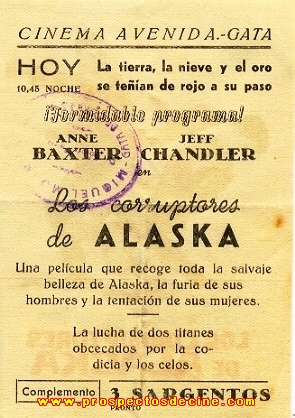 CINEMA AVENIDA.-GATA
HOY
10,45 NOCHE
La tierra, la nieve y el oro
se teñían de rojo a su paso
¡Formidable programa!
ANNE
BAXTER
JEFF
CHANDLER
en
Los corruptores
de ALASKA
Una película que recoge toda la salvaje
belleza de Alaska, la furia de sus
hombres y la tentación de sus mujeres.
La lucha de dos titanes
obcecados por la co-
dicia y los celos.
Complemento
3 SARGENTOS
PRONTO
www.prospectosdecine.com